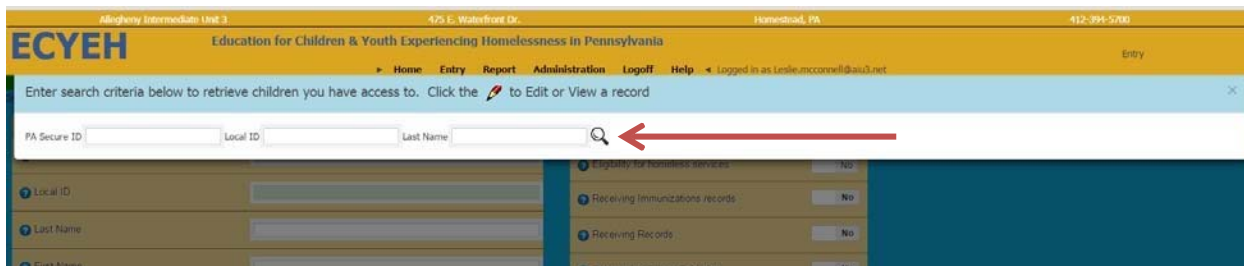 Allegheny Intermediate Unit 3 475 E. Waterfront Dr. Homestead, PA 412-394-5700
ECYEH Education for Children & Youth Experiencing Homelessness in Pennsylvania
Entry
Home Entry Report Administration Logoff Help Logged in as Leslie.mcconnell@aiu3.net
Enter search criteria below to retrieve children you have access to. Click the to Edit or View a record
PA Secure ID Local ID Last Name
Eligibility for homeless services No
Local ID
Receiving Immunizations records No
Last Name
Receiving Records No
First Name